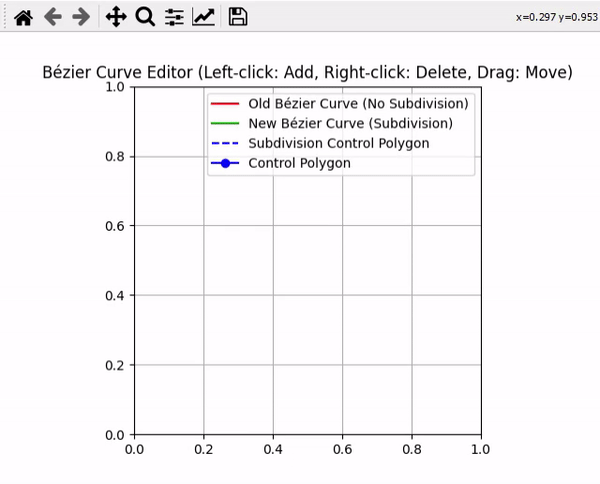 x=0.297 y=0.953
Bézier Curve Editor (Left-click: Add, Right-click: Delete, Drag: Move)
1.0
Old Bézier Curve (No Subdivision)
New Bézier Curve (Subdivision)
Subdivision Control Polygon
Control Polygon
0.8
0.6
0.4
0.2
0.0
0.0 0.2 0.4 0.6 0.8 1.0